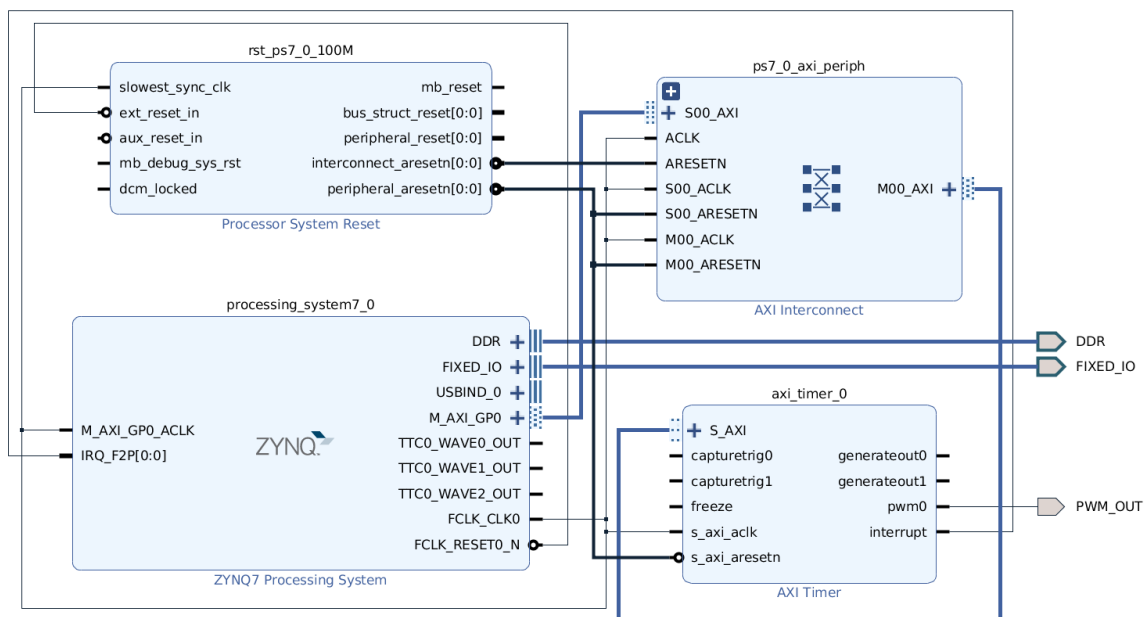 rst_ps7_0_100M
slowest_sync_clk
mb_reset
ext_reset_in
bus_struct_reset[0:0]
aux_reset_in
peripheral_reset[0:0]
mb_debug_sys_rst
interconnect_aresetn[0:0]
dcm_locked
peripheral_aresetn[0:0]
Processor System Reset
ps7_0_axi_periph
S00_AXI
ACLK
ARESETN
S00_ACLK
M00_AXI
S00_ARESETN
M00_ACLK
M00_ARESETN
AXI Interconnect
processing_system7_0
DDR
FIXED_IO
USBIND_0
M_AXI_GP0
M_AXI_GP0_ACLK
TTC0_WAVE0_OUT
IRQ_F2P[0:0]
ZYNQ
TTC0_WAVE1_OUT
TTC0_WAVE2_OUT
FCLK_CLK0
FCLK_RESET0_N
ZYNQ7 Processing System
DDR
FIXED_IO
axi_timer_0
S_AXI
capturetrig0
generateout0
capturetrig1
generateout1
freeze
pwm0
s_axi_aclk
interrupt
s_axi_aresetn
AXI Timer
PWM_OUT